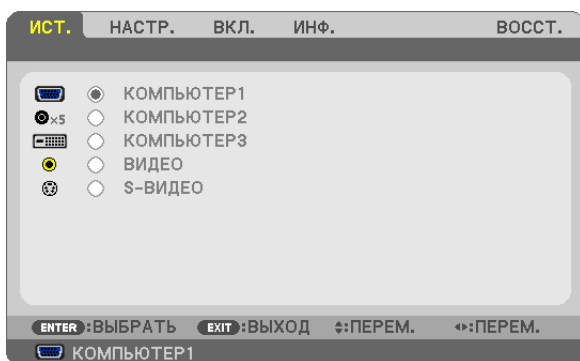 ИСТ. НАСТР. ВКЛ. ИНФ. ВОССТ.
КОМПЬЮТЕР1
×5 КОМПЬЮТЕР2
КОМПЬЮТЕР3
ВИДЕО
S-ВИДЕО
ENTER:ВЫБРАТЬ EXIT:ВЫХОД :ПЕРЕМ. :ПЕРЕМ.
КОМПЬЮТЕР1